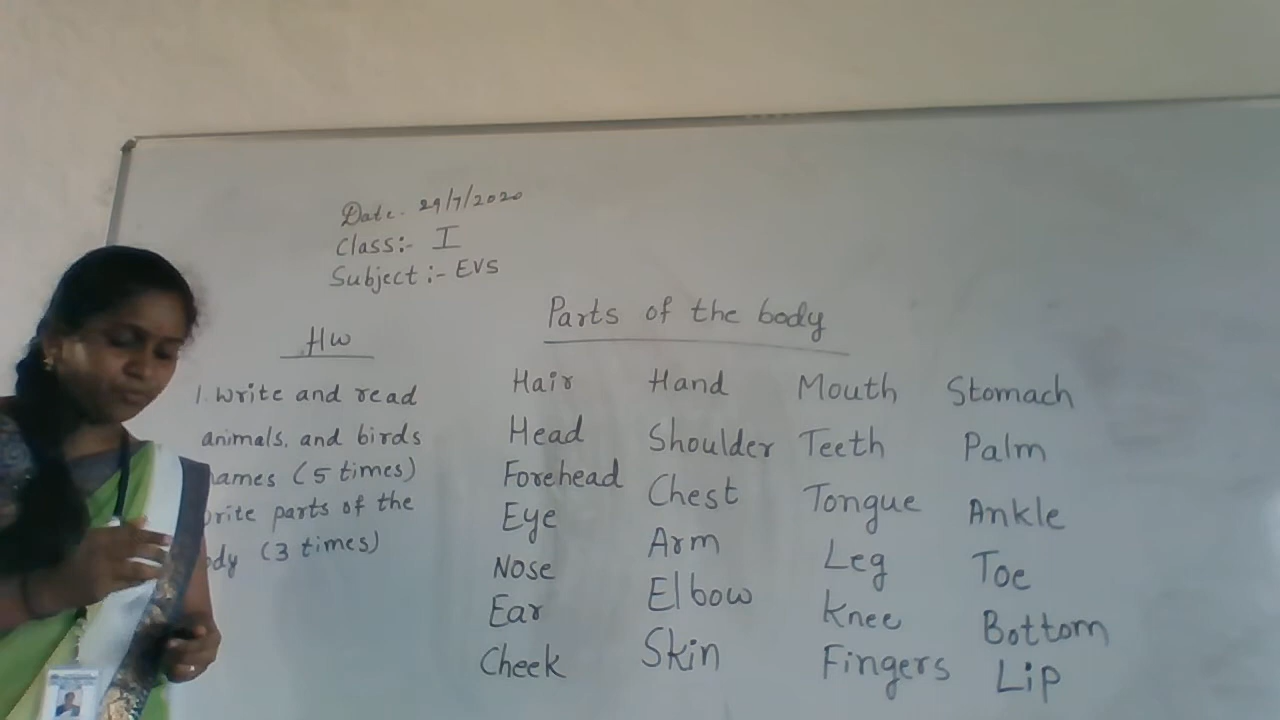 Date. 29/7/2020
Class:- I
Subject:- EVS
Parts of the body
HW
1. Write and read
animals, and birds
names (5 times)
write parts of the
body (3 times)
Hair Hand Mouth Stomach
Head Shoulder Teeth Palm
Forehead Chest Tongue Ankle
Eye Arm Leg Toe
Nose Elbow Knee Bottom
Ear Skin Fingers Lip
Cheek